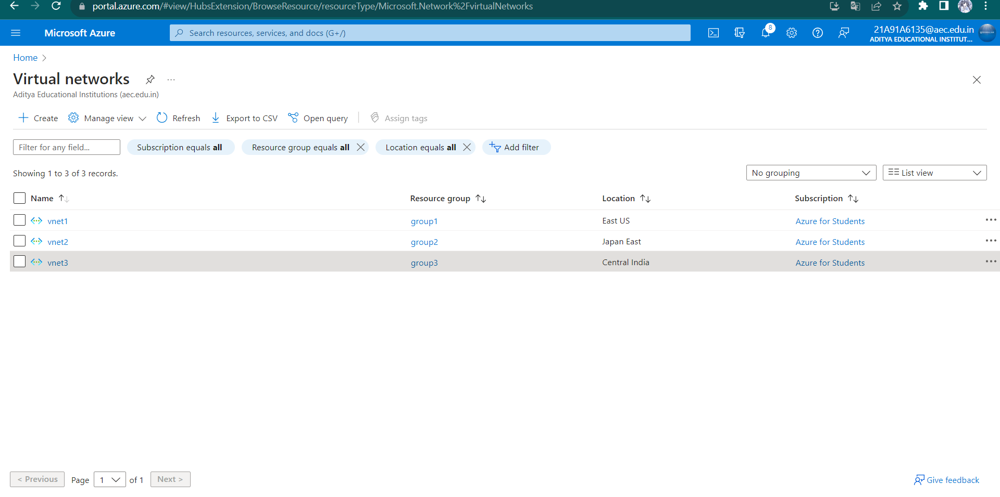 portal.azure.com/#view/HubsExtension/BrowseResource/resourceType/Microsoft.Network%2FvirtualNetworks
Microsoft Azure
Search resources, services, and docs (G+/)
8
21A91A6135@aec.edu.in
ADITYA EDUCATIONAL INSTITUT...
Home
Virtual networks
...
Aditya Educational Institutions (aec.edu.in)
Create
Manage view
Refresh
Export to CSV
Open query
Assign tags
Filter for any field...
Subscription equals all
Resource group equals all
Location equals all
Add filter
Showing 1 to 3 of 3 records.
No grouping
List view
Name Resource group Location Subscription
vnet1 group1 East US Azure for Students
vnet2 group2 Japan East Azure for Students
vnet3 group3 Central India Azure for Students
< Previous
Page 1 of 1
Next >
Give feedback